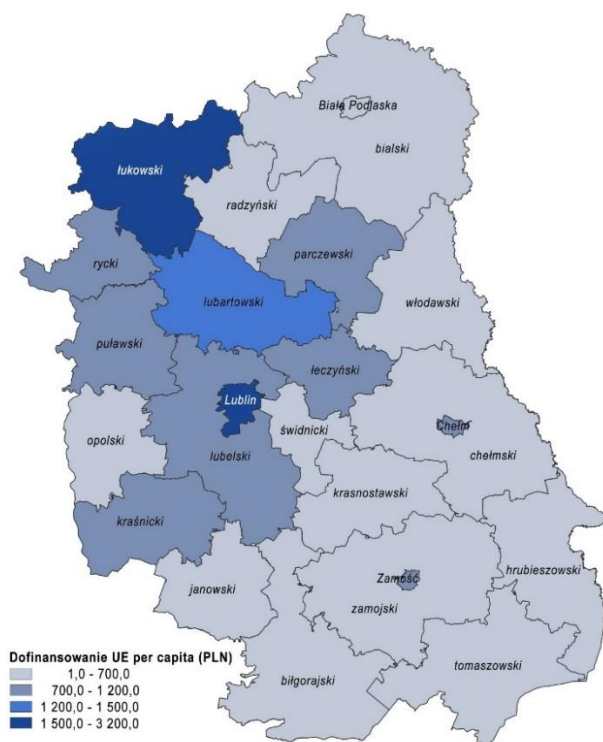 Biała Podlaska
bialski
łukowski
radzyński
rycki
parczewski
lubartowski
włodawski
puławski
łeczyński
Lublin
opolski
świdnicki
Chełm
chełmski
lubelski
krasnostawski
kraśnicki
hrubieszowski
Zamość
janowski
zamojski
tomaszowski
biłgorajski
Dofinansowanie UE per capita (PLN)
1,0 - 700,0
700,0 - 1 200,0
1 200,0 - 1 500,0
1 500,0 - 3 200,0